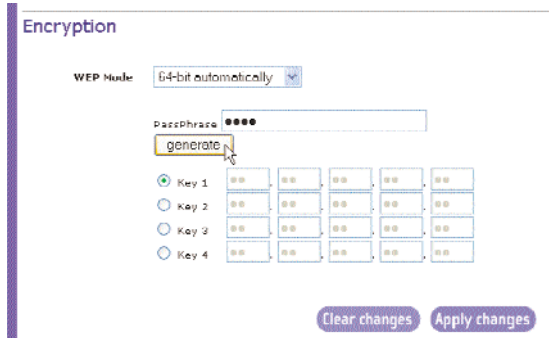 Encryption
WEP Mode 64-bit automatically
PassPhrase ••••
generate
Key 1 •• , •• , •• , •• , ••
Key 2 •• , •• , •• , •• , ••
Key 3 •• , •• , •• , •• , ••
Key 4 •• , •• , •• , •• , ••
Clear changes Apply changes